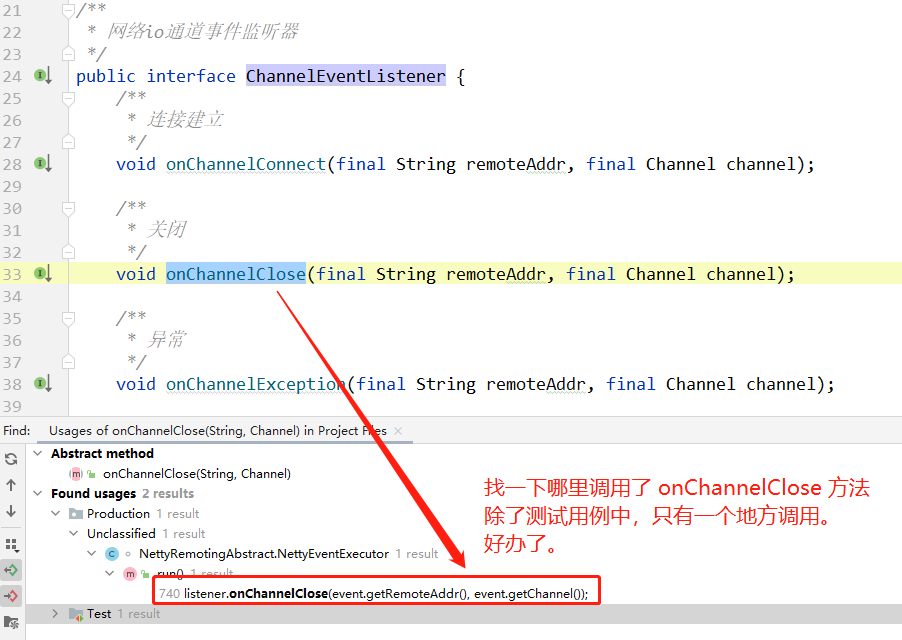 21 /**
22 * 网络io通道事件监听器
23 */
24 public interface ChannelEventListener {
25 /**
26 * 连接建立
27 */
28 void onChannelConnect(final String remoteAddr, final Channel channel);
29
30 /**
31 * 关闭
32 */
33 void onChannelClose(final String remoteAddr, final Channel channel);
34
35 /**
36 * 异常
37 */
38 void onChannelException(final String remoteAddr, final Channel channel);
39
Find: Usages of onChannelClose(String, Channel) in Project Files
Abstract method
m onChannelClose(String, Channel)
Found usages 2 results
Production 1 result
Unclassified 1 result
C NettyRemotingAbstract.NettyEventExecutor 1 result
m run() 1 result
740 listener.onChannelClose(event.getRemoteAddr(), event.getChannel());
Test 1 result
找一下哪里调用了 onChannelClose 方法
除了测试用例中，只有一个地方调用。
好办了。